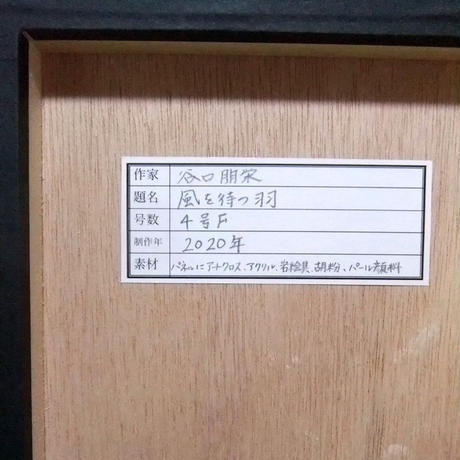 作家 谷口朋栄
題名 風を待つ羽
号数 4号F
制作年 2020年
素材 パネルにアートクロス、アクリル、岩絵具、胡粉、パール顔料